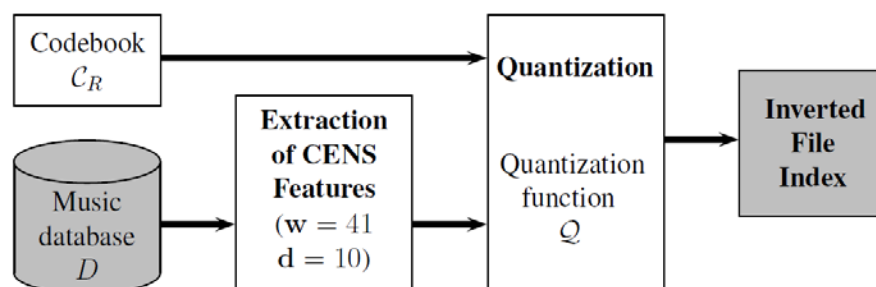 Codebook
𝒞_R
Music
database
D
Extraction
of CENS
Features
(w = 41
d = 10)
Quantization
Quantization
function
𝒬
Inverted
File
Index